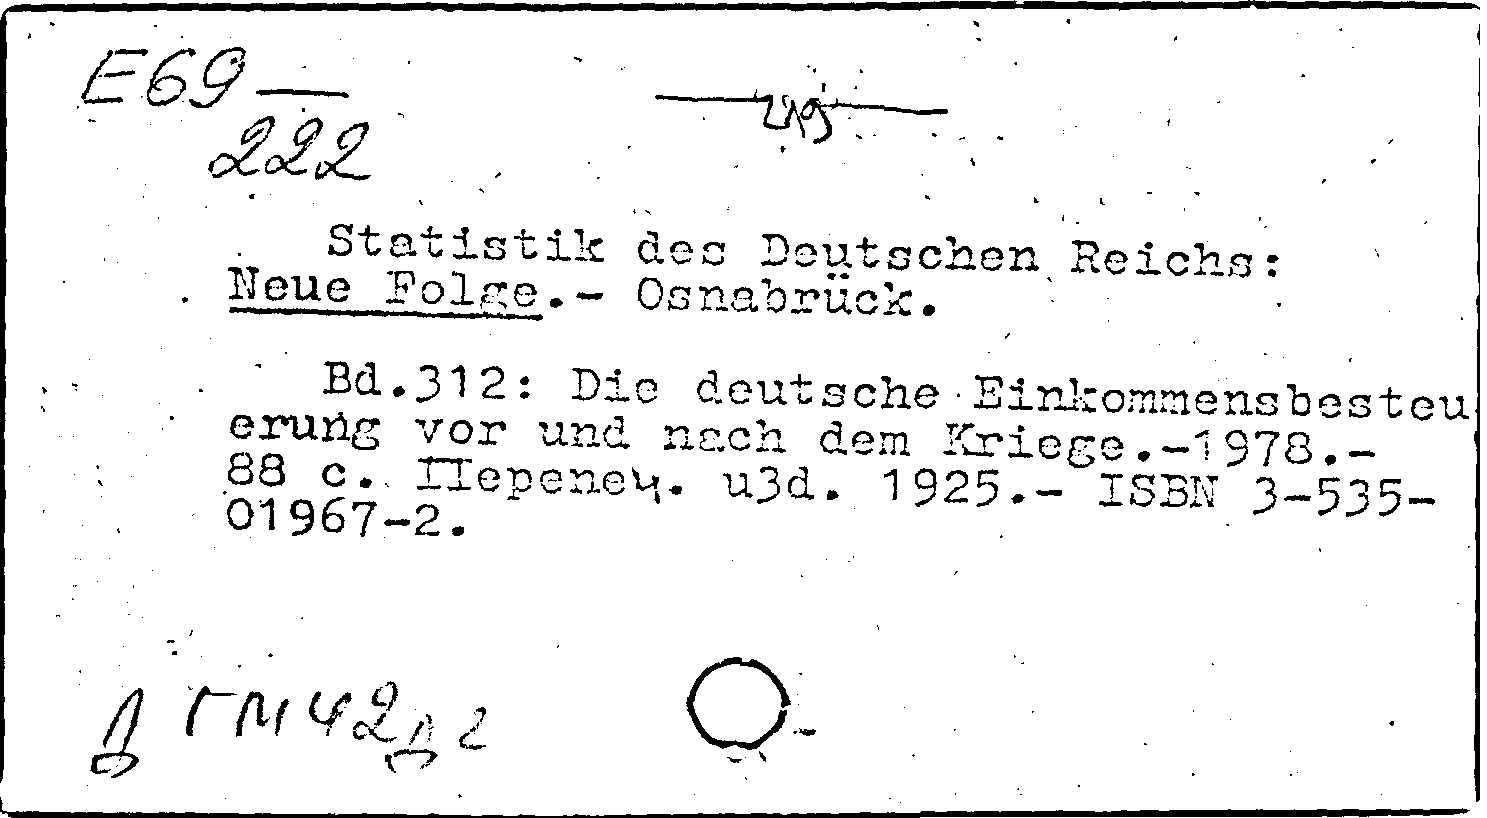 E69—
222
Statistik des Deutschen Reichs:
Neue Folge.- Osnabrück.
Bd.312: Die deutsche Einkommensbesteu
erung vor und nach dem Kriege.-1978.-
88 c. Перепеч. изд. 1925.- ISBN 3-535-
01967-2.
Д ГМ42